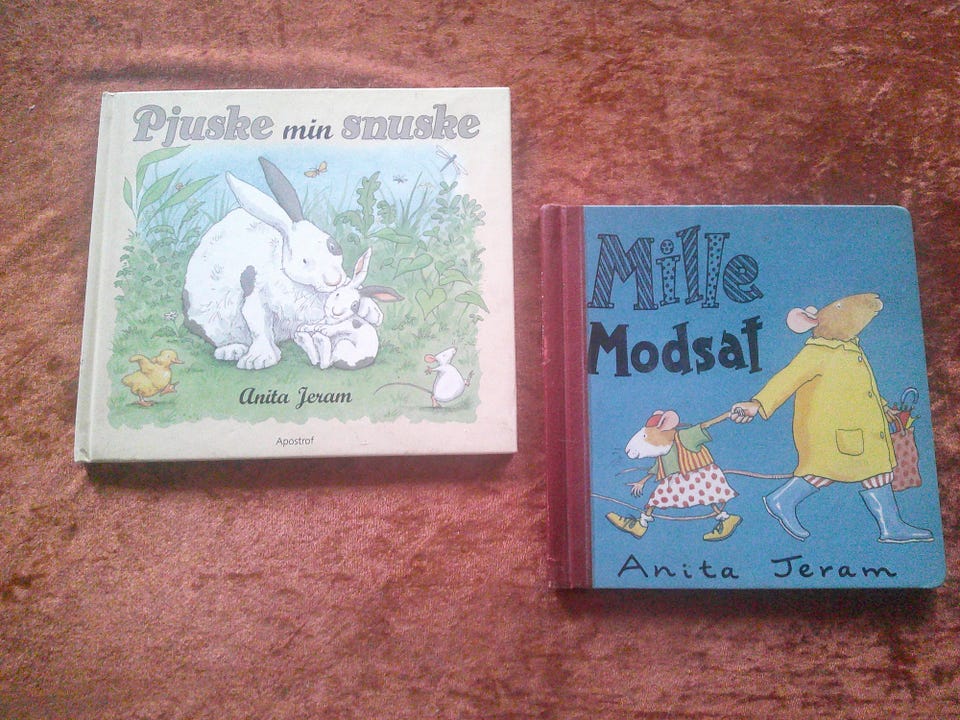 Pjuske min snuske
Anita Jeram
Apostrof
Mille
Modsat
Anita Jeram